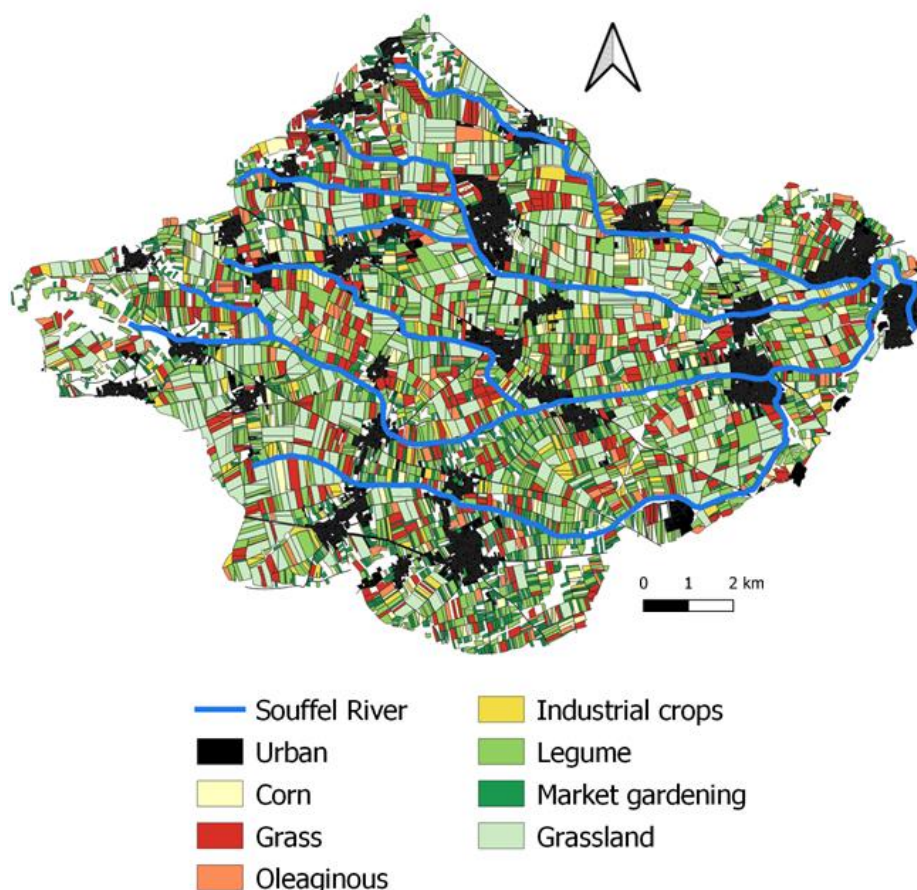 0 1 2 km
Souffel River
Urban
Corn
Grass
Oleaginous
Industrial crops
Legume
Market gardening
Grassland